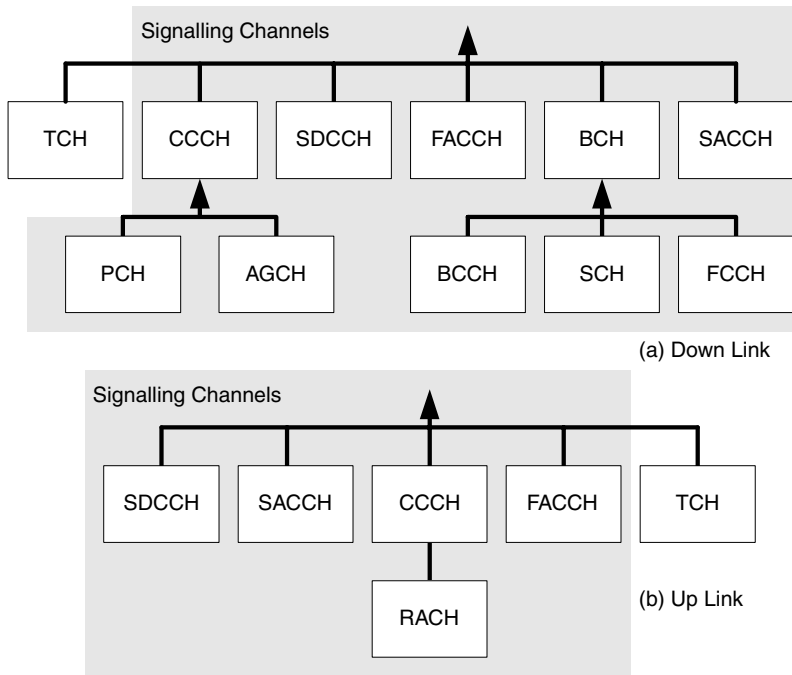 Signalling Channels
TCH
CCCH
SDCCH
FACCH
BCH
SACCH
PCH
AGCH
BCCH
SCH
FCCH
(a) Down Link
Signalling Channels
SDCCH
SACCH
CCCH
FACCH
TCH
RACH
(b) Up Link